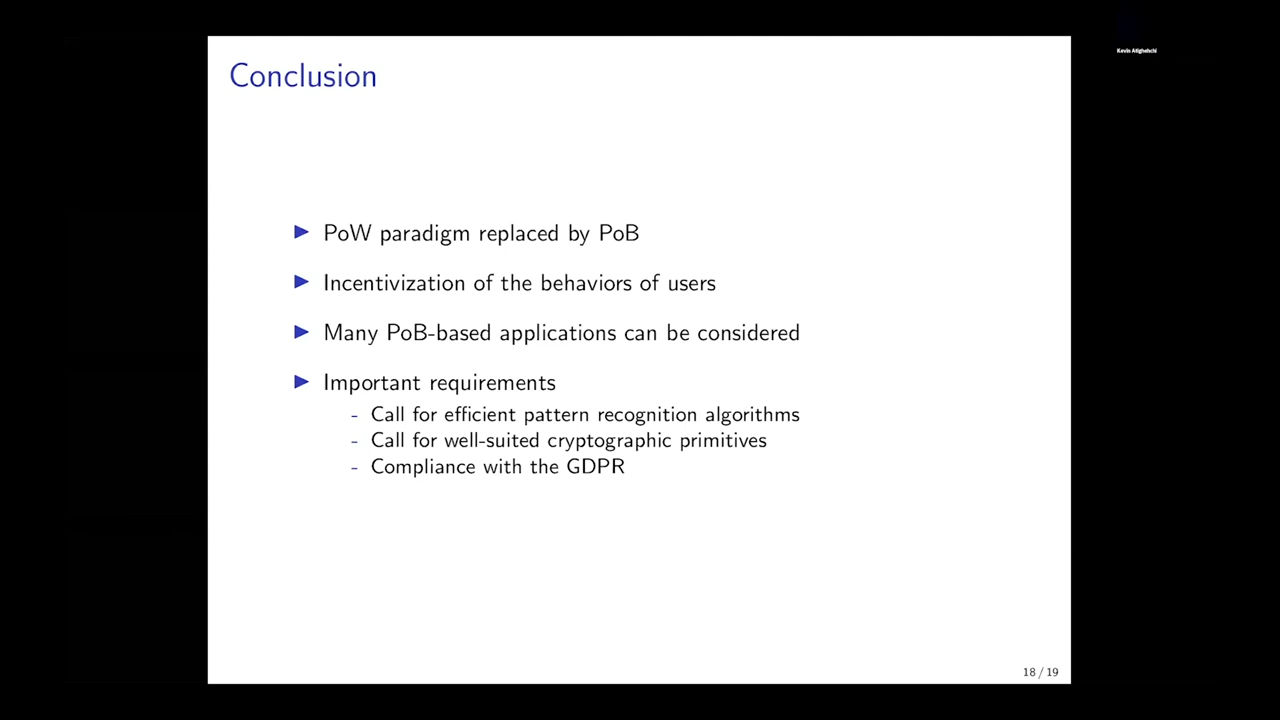 Kevin Atighehchi
Conclusion
▶ PoW paradigm replaced by PoB
▶ Incentivization of the behaviors of users
▶ Many PoB-based applications can be considered
▶ Important requirements
- Call for efficient pattern recognition algorithms
- Call for well-suited cryptographic primitives
- Compliance with the GDPR
18 / 19